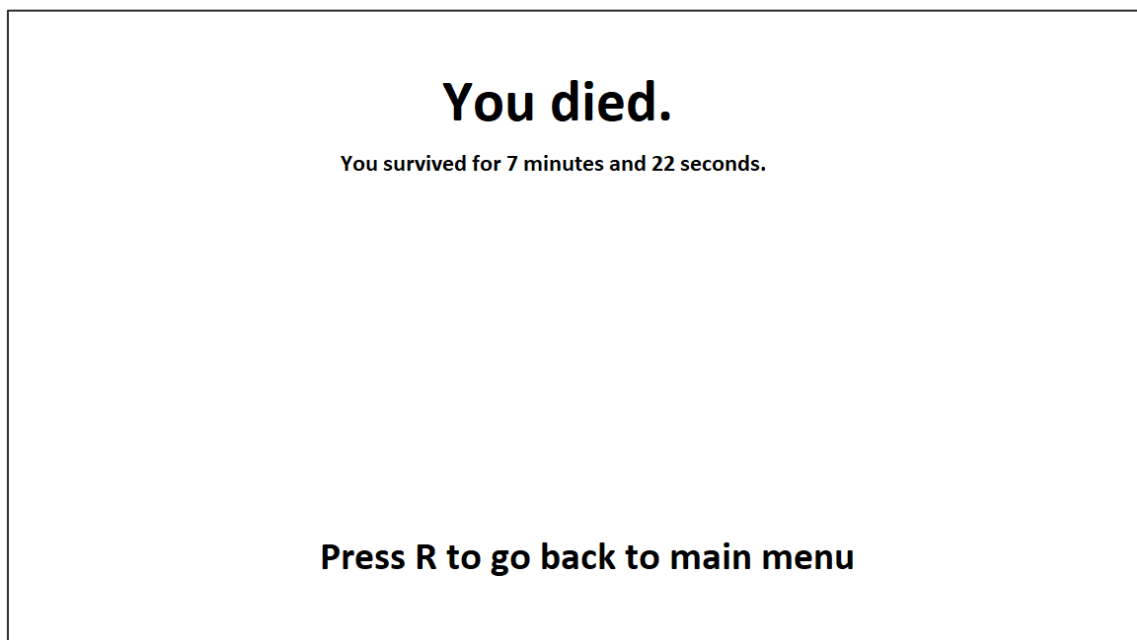 You died.
You survived for 7 minutes and 22 seconds.
Press R to go back to main menu